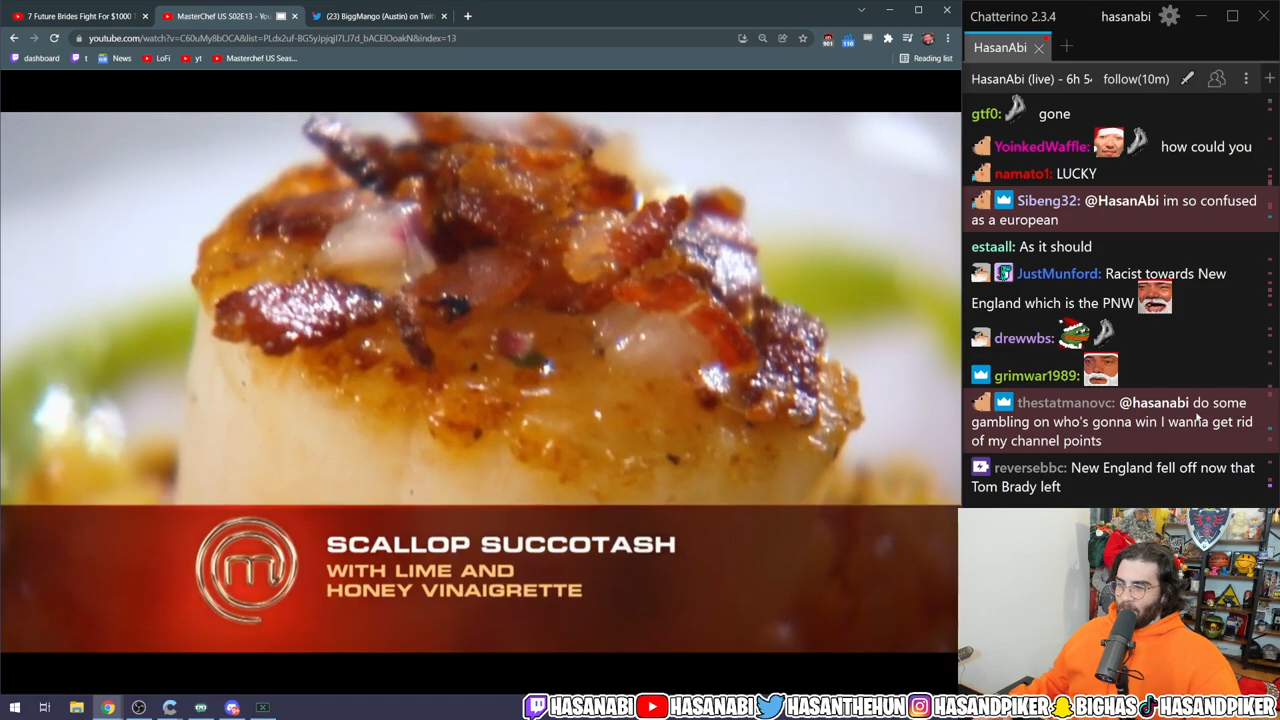 7 Future Brides Fight For $1000 T
MasterChef US S02E13 - You
(23) BiggMango (Austin) on Twit
youtube.com/watch?v=C60uMy8bOCA&list=PLdx2uf-BG5yJpjqjl7LJ7d_bACElOoakN&index=13
dashboard
t
News
LoFi
yt
Masterchef US Seas...
Reading list
SCALLOP SUCCOTASH
WITH LIME AND
HONEY VINAIGRETTE
Chatterino 2.3.4
hasanabi
HasanAbi
HasanAbi (live) - 6h 5
follow(10m)
gtf0: gone
YoinkedWaffle: how could you
namato1: LUCKY
Sibeng32: @HasanAbi im so confused
as a european
estaall: As it should
JustMunford: Racist towards New
England which is the PNW
drewwbs:
grimwar1989:
thestatmanovc: @hasanabi do some
gambling on who's gonna win I wanna get rid
of my channel points
reversebbc: New England fell off now that
Tom Brady left
HASANABI HASANABI HASANTHEHUN HASANDPIKER BIGHAS HASANDPIKER